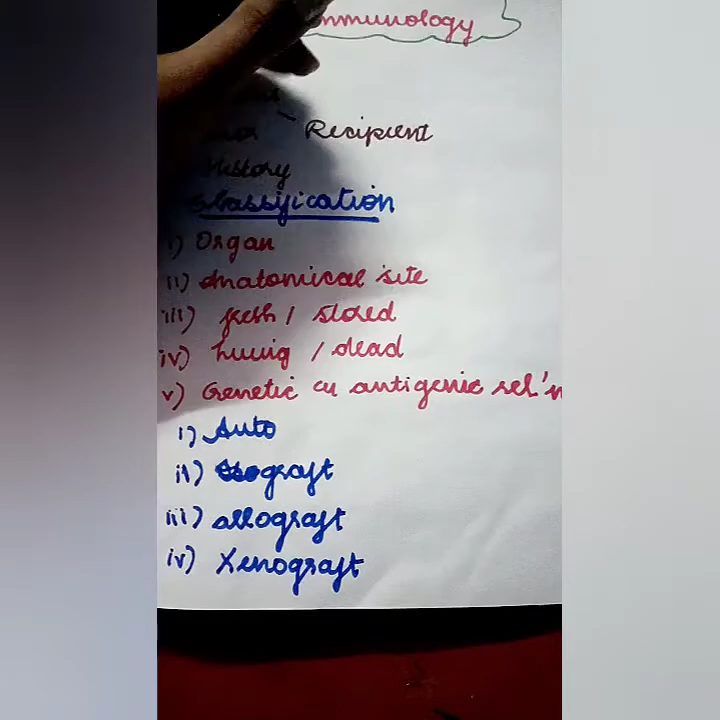 mmunology
Recipient
History
Classification
i) Organ
ii) Anatomical site
iii) fresh / stored
iv) living / dead
v) Genetic or antigenic rel'n
i) Auto
ii) Isograft
iii) allograft
iv) Xenograft